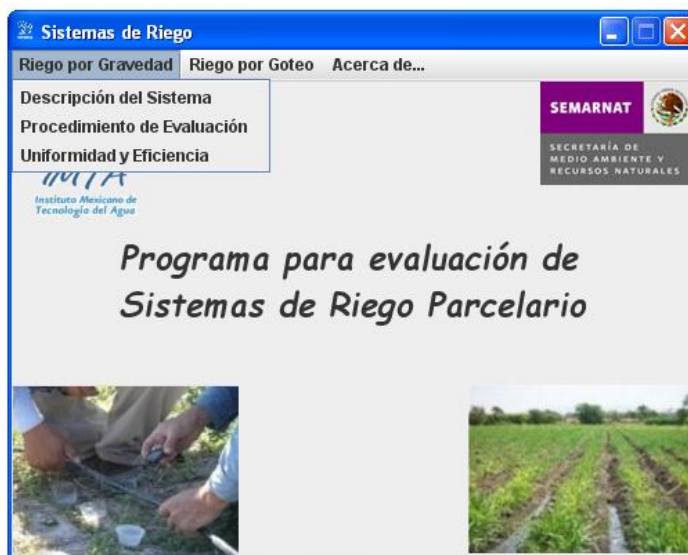 Sistemas de Riego
Riego por Gravedad Riego por Goteo Acerca de...
Descripción del Sistema
Procedimiento de Evaluación
Uniformidad y Eficiencia
SEMARNAT
SECRETARÍA DE
MEDIO AMBIENTE Y
RECURSOS NATURALES
IMTA
Instituto Mexicano de
Tecnología del Agua
Programa para evaluación de
Sistemas de Riego Parcelario